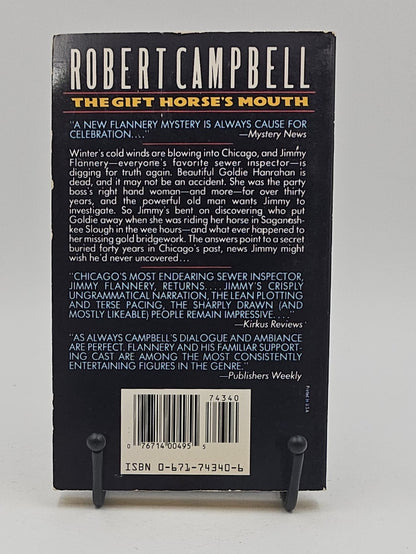 ROBERT CAMPBELL
THE GIFT HORSE'S MOUTH
"A NEW FLANNERY MYSTERY IS ALWAYS CAUSE FOR
CELEBRATION...."
—Mystery News
Winter's cold winds are blowing into Chicago, and Jimmy
Flannery—everyone's favorite sewer inspector—is
digging for truth again. Beautiful Goldie Hanrahan is
dead, and it may not be an accident. She was the party
boss's right hand woman—and more—for over thirty
years, and the powerful old man wants Jimmy to
investigate. So Jimmy's bent on discovering who put
Goldie away when she was riding her horse in Saganash-
kee Slough in the wee hours—and what ever happened to
her missing gold bridgework. The answers point to a secret
buried forty years in Chicago's past, news Jimmy might
wish he'd never uncovered...
"CHICAGO'S MOST ENDEARING SEWER INSPECTOR,
JIMMY FLANNERY, RETURNS.... JIMMY'S CRISPLY
UNGRAMMATICAL NARRATION, THE LEAN PLOTTING
AND TERSE PACING, THE SHARPLY DRAWN (AND
MOSTLY LIKEABLE) PEOPLE REMAIN IMPRESSIVE...."
—Kirkus Reviews
"AS ALWAYS CAMPBELL'S DIALOGUE AND AMBIANCE
ARE PERFECT. FLANNERY AND HIS FAMILIAR SUPPORT-
ING CAST ARE AMONG THE MOST CONSISTENTLY
ENTERTAINING FIGURES IN THE GENRE."
—Publishers Weekly
74340
0 76714 00495 5
ISBN 0-671-74340-6
Printed in U.S.A.